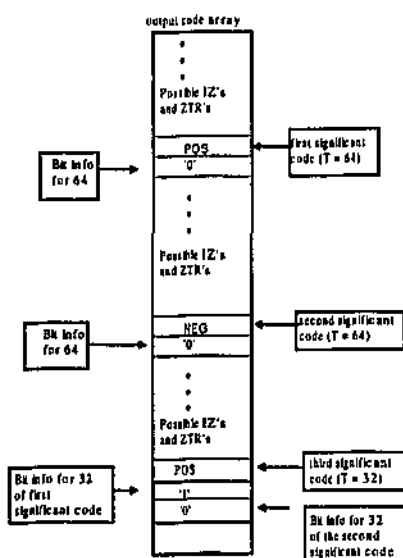 output code array
Possible IZ's
and ZTR's
POS
'0'
first significant
code (T = 64)
Bit info
for 64
Possible IZ's
and ZTR's
NEG
'0'
second significant
code (T = 64)
Bit info
for 64
Possible IZ's
and ZTR's
POS
third significant
code (T = 32)
Bit info for 32
of first
significant code
'1'
'0'
Bit info for 32
of the second
significant code